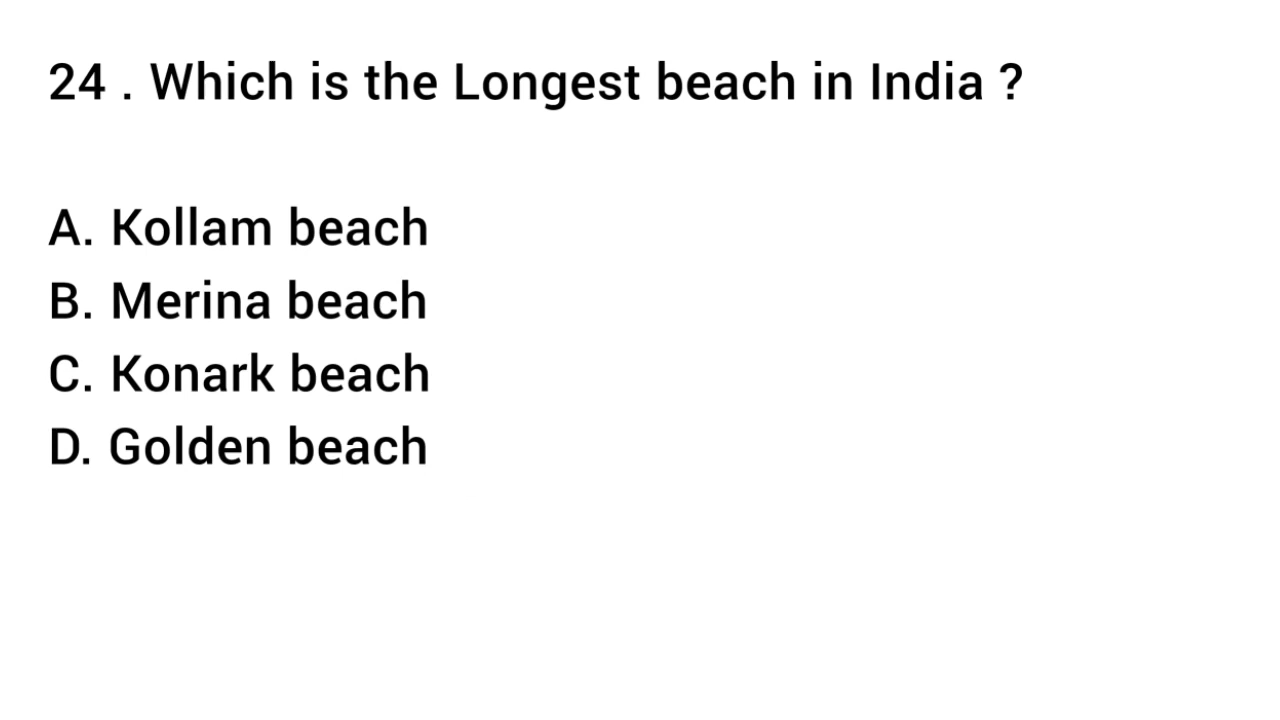 24 . Which is the Longest beach in India ?
A. Kollam beach
B. Merina beach
C. Konark beach
D. Golden beach